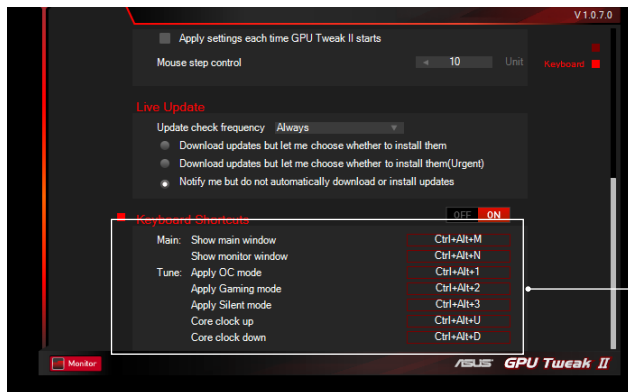 V 1.0.7.0
Apply settings each time GPU Tweak II starts
Mouse step control 10 Unit
Keyboard
Live Update
Update check frequency Always
Download updates but let me choose whether to install them
Download updates but let me choose whether to install them(Urgent)
Notify me but do not automatically download or install updates
Keyboard Shortcuts OFF ON
Main: Show main window Ctrl+Alt+M
Show monitor window Ctrl+Alt+N
Tune: Apply OC mode Ctrl+Alt+1
Apply Gaming mode Ctrl+Alt+2
Apply Silent mode Ctrl+Alt+3
Core clock up Ctrl+Alt+U
Core clock down Ctrl+Alt+D
Monitor ASUS GPU Tweak II